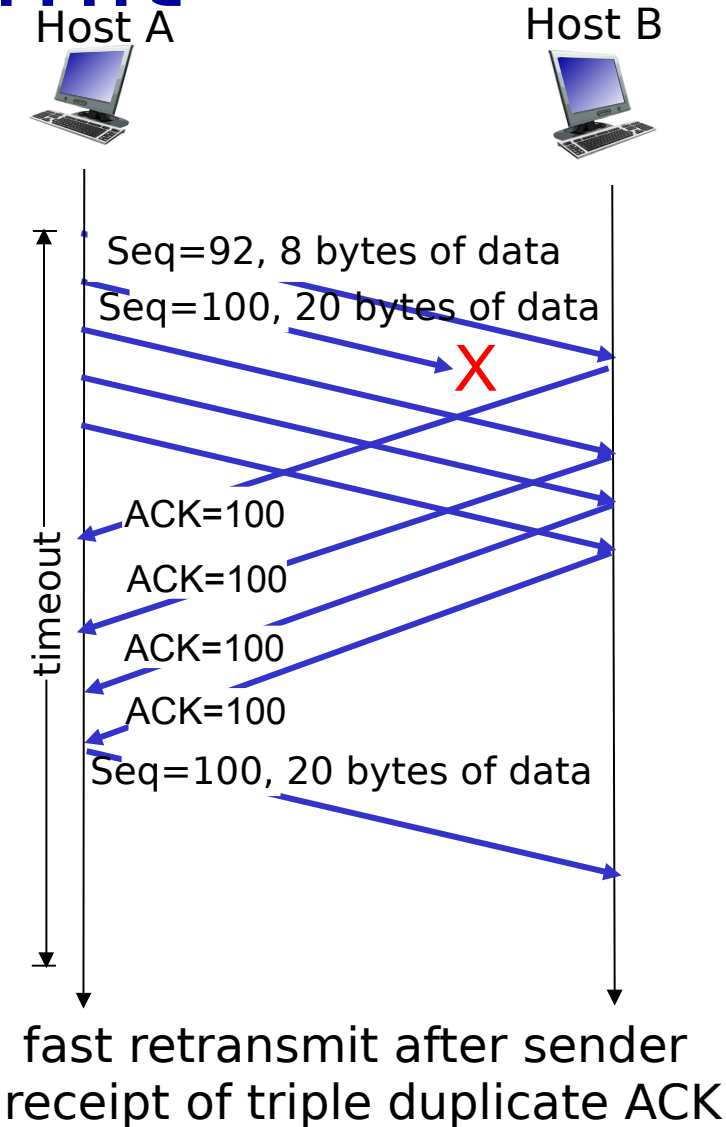 Host A
Host B
Seq=92, 8 bytes of data
Seq=100, 20 bytes of data
X
ACK=100
timeout
ACK=100
ACK=100
ACK=100
Seq=100, 20 bytes of data
fast retransmit after sender
receipt of triple duplicate ACK